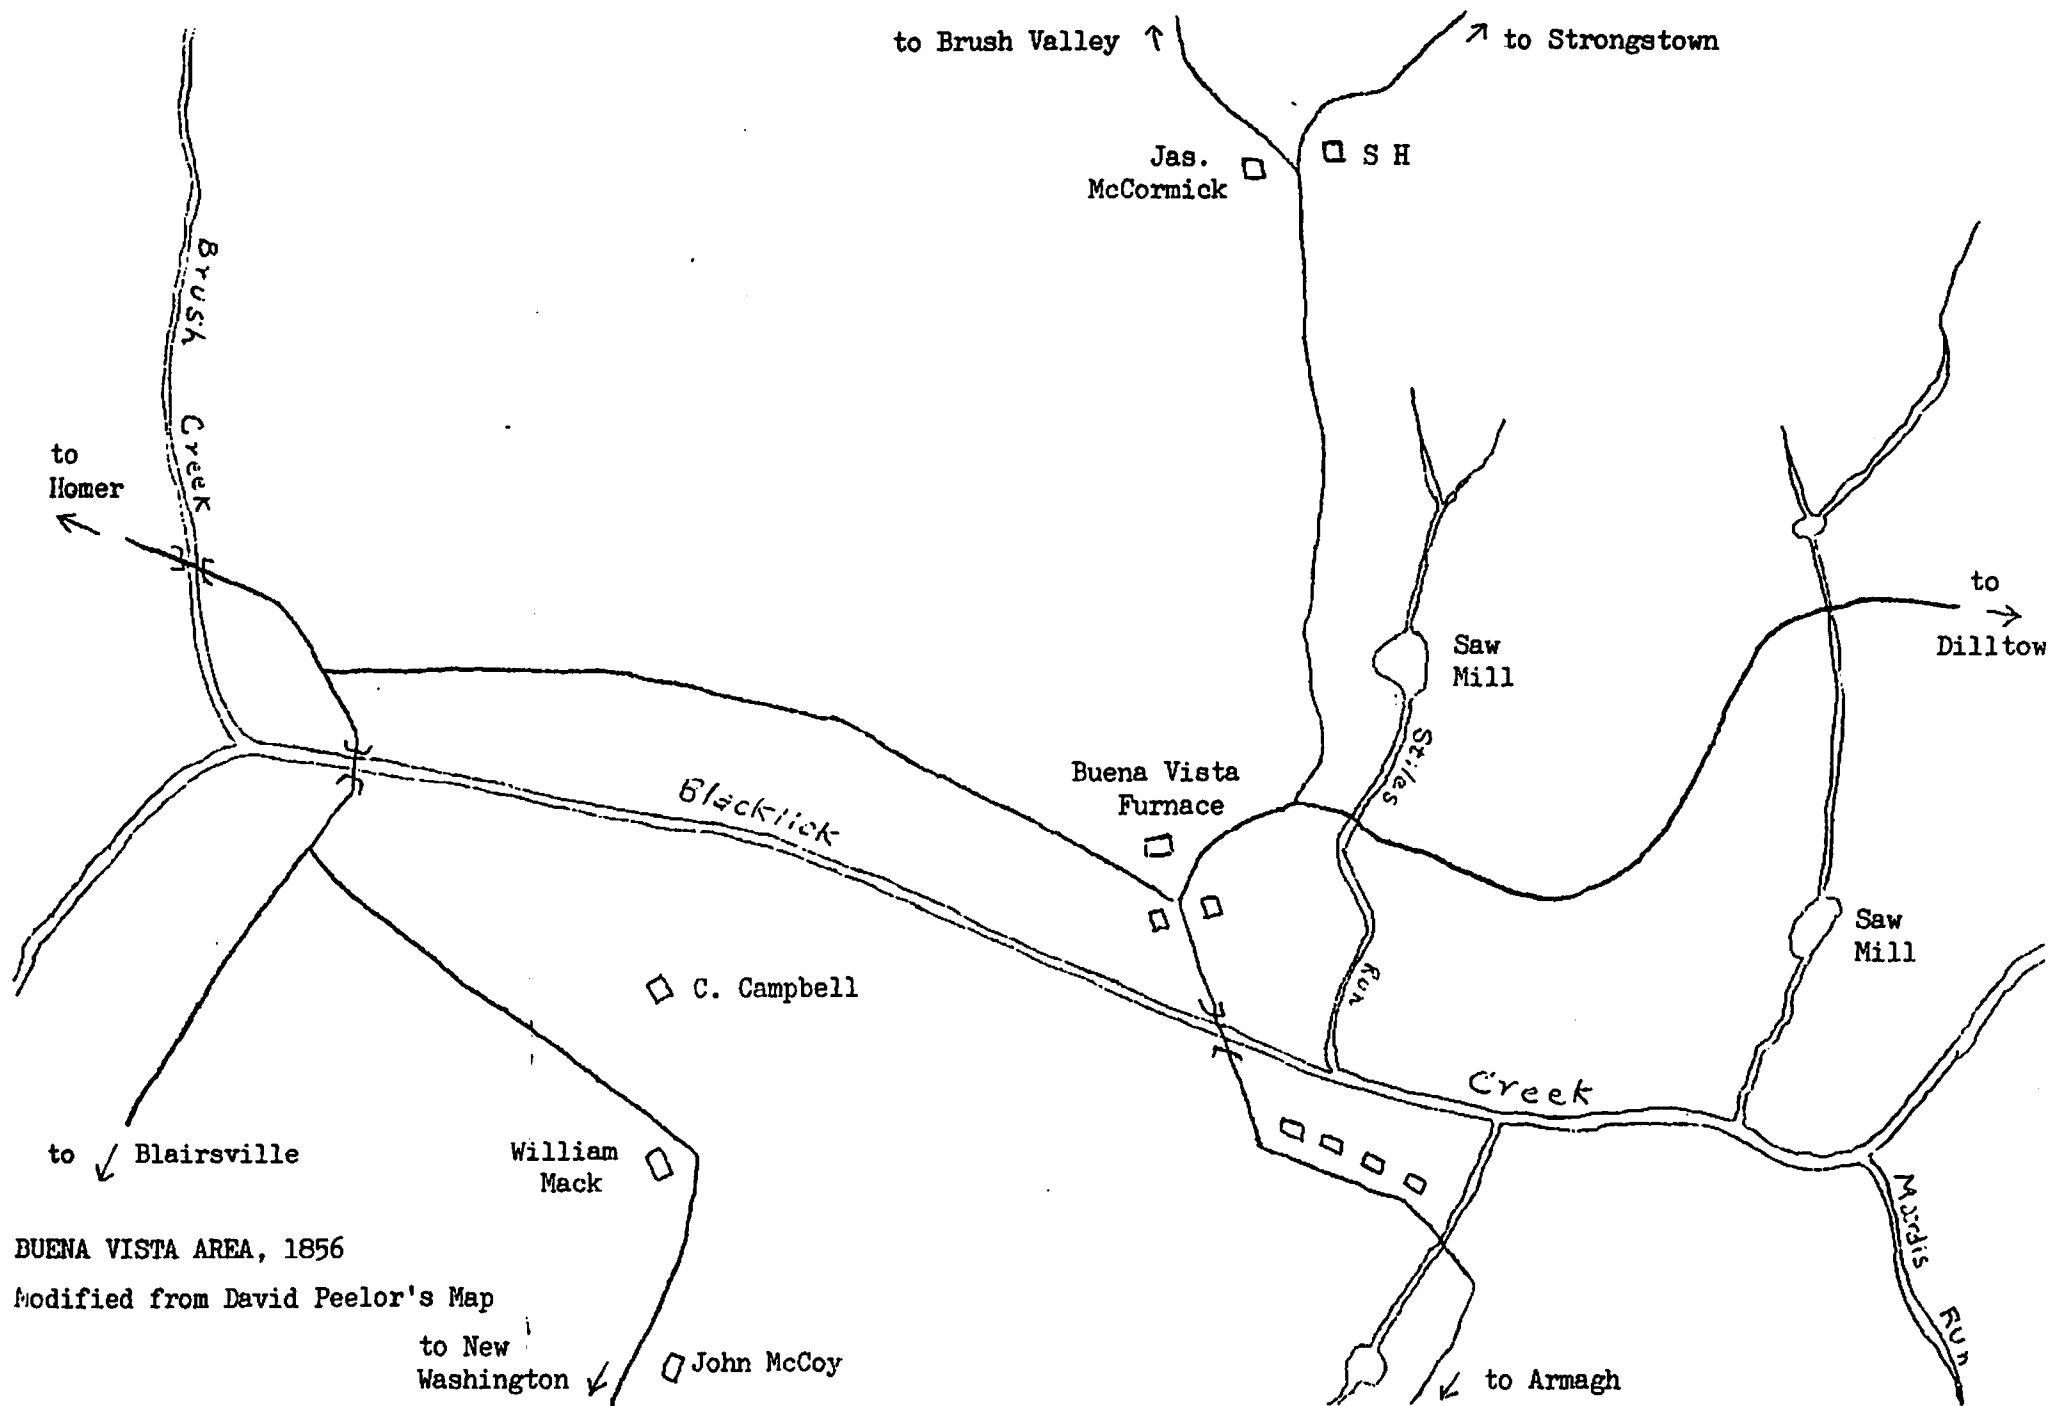 to Brush Valley
to Strongstown
Jas.
McCormick
S H
Brush Creek
to
Homer
to
Dilltow
Saw
Mill
Stiles Run
Buena Vista
Furnace
Blacklick Creek
Saw
Mill
C. Campbell
to Blairsville
William
Mack
Mardis Run
BUENA VISTA AREA, 1856
Modified from David Peelor's Map
to New
Washington
John McCoy
to Armagh